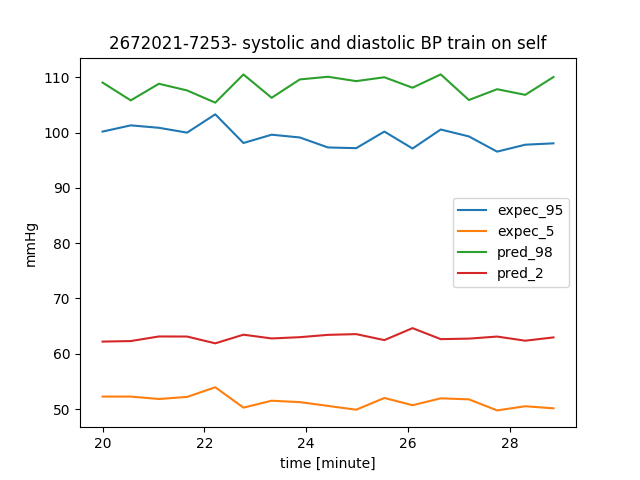 2672021-7253- systolic and diastolic BP train on self
110
100
90
80
70
60
50
mmHg
expec_95
expec_5
pred_98
pred_2
20
22
24
26
28
time [minute]